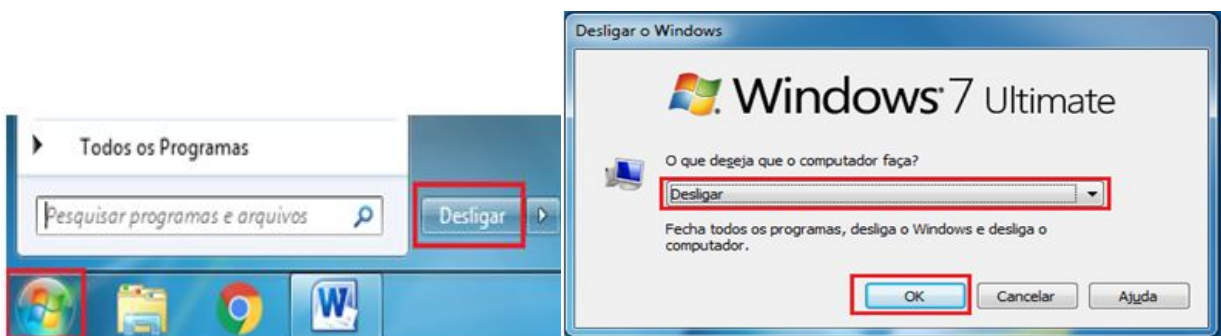 Todos os Programas
Pesquisar programas e arquivos
Desligar
W
Desligar o Windows
Windows 7 Ultimate
O que deseja que o computador faça?
Desligar
Fecha todos os programas, desliga o Windows e desliga o
computador.
OK Cancelar Ajuda